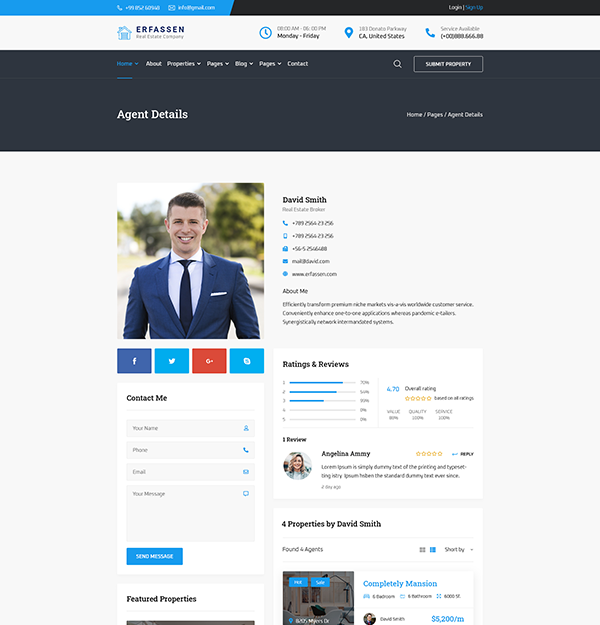 +99 852 60948 info@gmail.com Login | Sign Up
ERFASSEN
Real Estate Company
08:00 AM - 06:00 PM
Monday - Friday
183 Donato Parkway
CA, United States
Service Available
(+00)888.666.88
Home About Properties Pages Blog Pages Contact SUBMIT PROPERTY
Agent Details
Home / Pages / Agent Details
David Smith
Real Estate Broker
+789 2564-23-256
+789 2564-23-256
+56-5-2546488
mail@david.com
www.erfassen.com
About Me
Efficiently transform premium niche markets vis-a-vis worldwide customer service.
Conveniently enhance one-to-one applications whereas pandemic e-tailers.
Synergistically network intermandated systems.
Contact Me
Your Name
Phone
Email
Your Message
SEND MESSAGE
Featured Properties
Ratings & Reviews
1 70%
2
3
4 0%
5 0%
4.70 Overall rating
based on all ratings
VALUE QUALITY SERVICE
80% 100% 100%
1 Review
Angelina Ammy REPLY
Lorem Ipsum is simply dummy text of the printing and typeset-
ting istry. Ipsum hsben the standard dummy text ever since.
2 day ago
4 Properties by David Smith
Found 4 Agents Short by
Hot Sale
6205 Myers Dr
Completely Mansion
5 Bedroom 6 Bathroom 6000 St.
David Smith $5,200/m